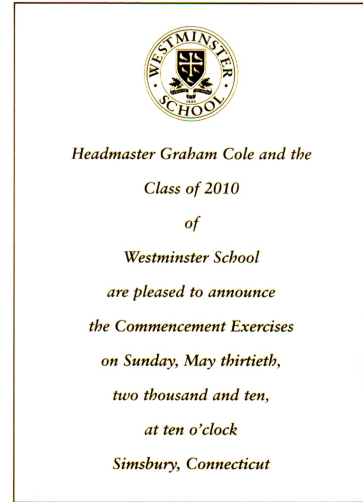 WESTMINSTER
SCHOOL
1888
Headmaster Graham Cole and the
Class of 2010
of
Westminster School
are pleased to announce
the Commencement Exercises
on Sunday, May thirtieth,
two thousand and ten,
at ten o'clock
Simsbury, Connecticut